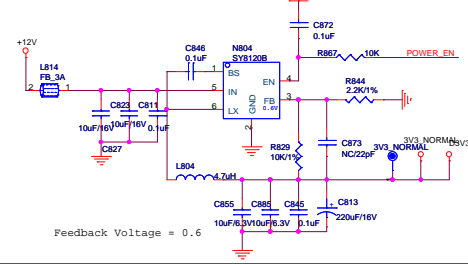 C872
0.1uF
+12V
C846
0.1uF
N804
SY8120B
R867
10K
POWER_EN
L814
FB_3A
2
1
1
BS
EN
4
5
IN
R844
2.2K/1%
6
LX
GND
FB
3
0.6V
2
C823
C811
10uF/16V
10uF/16V
0.1uF
C827
R829
10K/1%
C873
NC/22pF
3V3_NORMAL
3V3_NORMAL
L804
4.7uH
C855
C885
C845
C813
10uF/6.3V
10uF/6.3V
0.1uF
220uF/16V
+
Feedback Voltage = 0.6